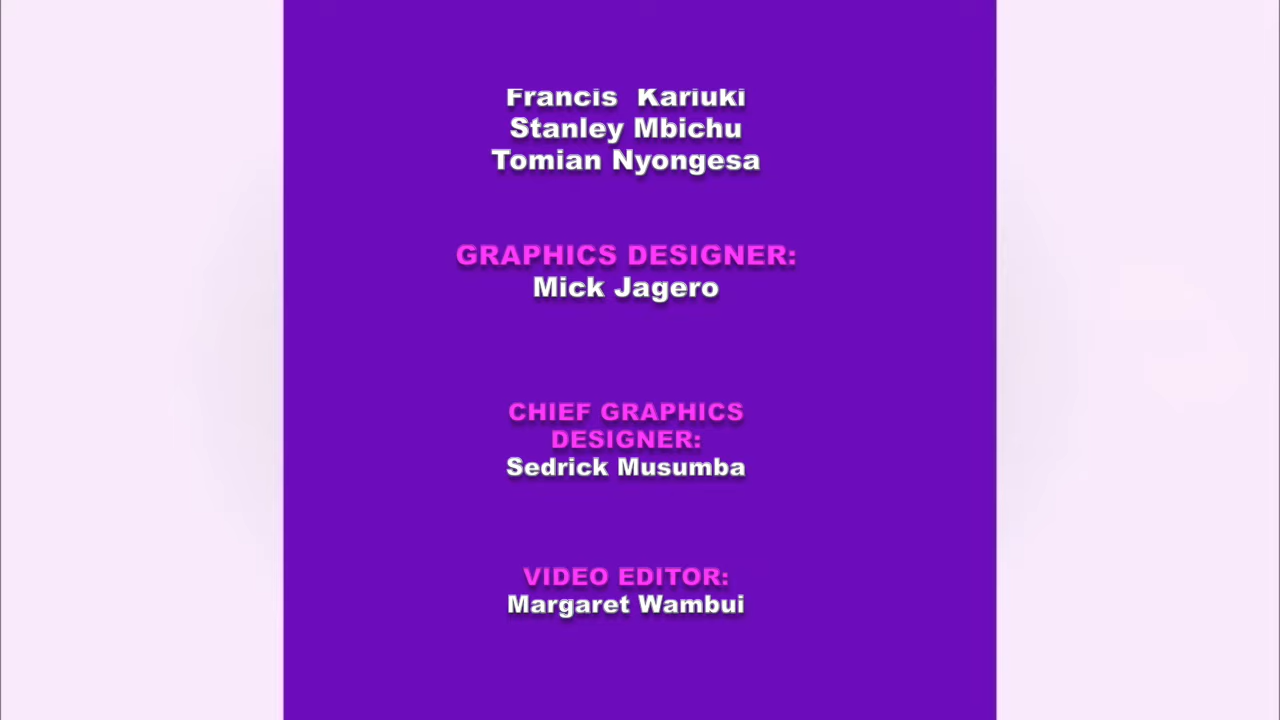 Francis  Kariuki
Stanley Mbichu
Tomian Nyongesa
GRAPHICS DESIGNER:
Mick Jagero
CHIEF GRAPHICS
DESIGNER:
Sedrick Musumba
VIDEO EDITOR:
Margaret Wambui